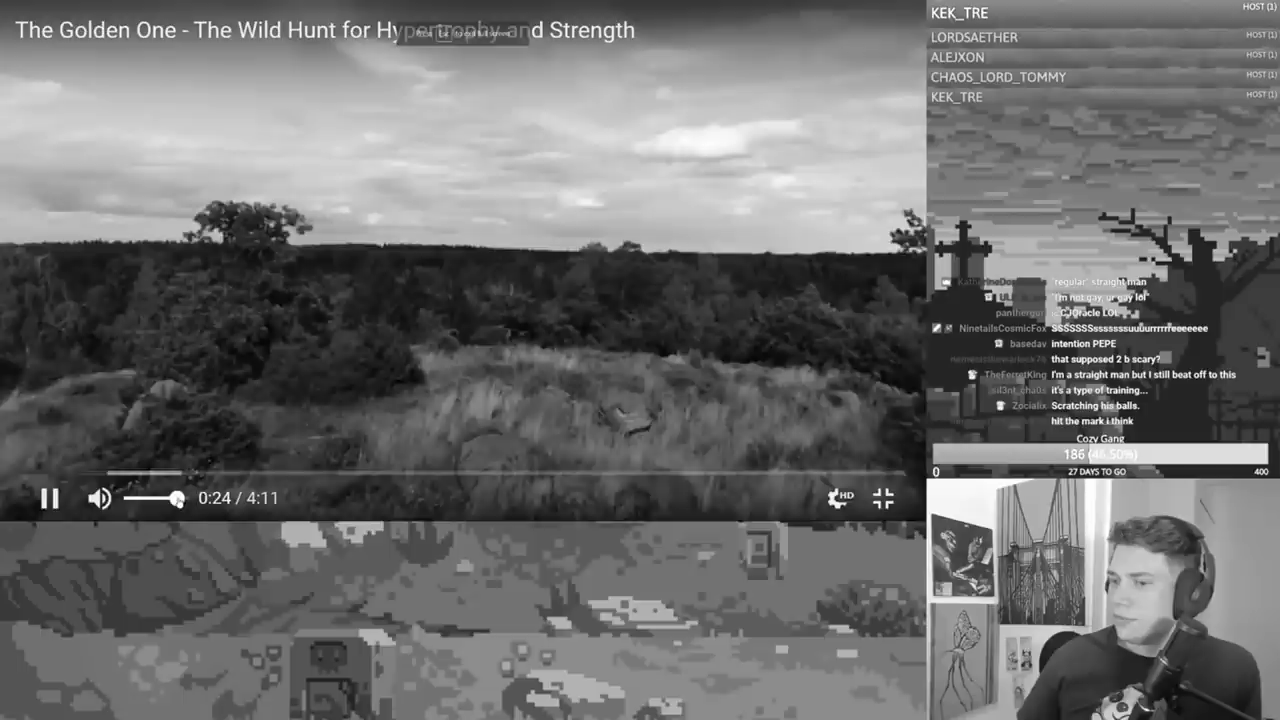 The Golden One - The Wild Hunt for Hypertrophy and Strength
KEK_TRE HOST (1)
LORDSAETHER HOST (1)
ALEJXON HOST (1)
CHAOS_LORD_TOMMY HOST (1)
KEK_TRE HOST (1)
"regular" straight man
"I'm not gay, ur gay lol"
LOL
NinetailsCosmicFox SSSSSSSsssssssuuuurrrrrreeeeeee
basedav intention PEPE
that supposed 2 b scary?
TheFerretKing I'm a straight man but I still beat off to this
it's a type of training...
Zocialix Scratching his balls.
hit the mark i think
Cozy Gang
186 (46.50%)
0 27 DAYS TO GO 400
0:24 / 4:11
HD